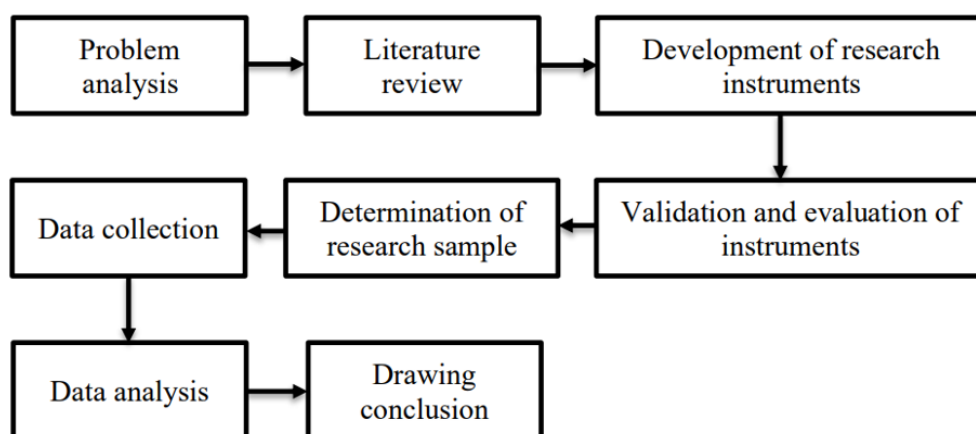 Problem
analysis
Literature
review
Development of research
instruments
Data collection
Determination of
research sample
Validation and evaluation of
instruments
Data analysis
Drawing
conclusion